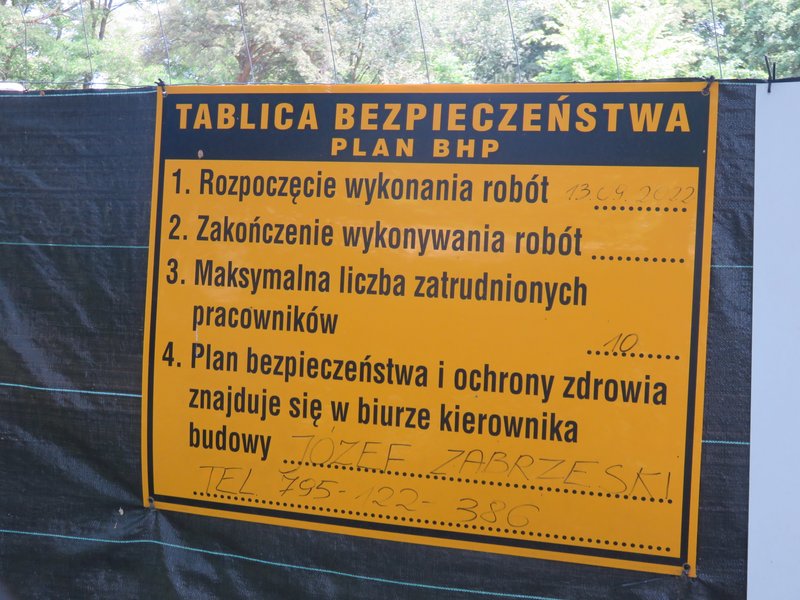 TABLICA BEZPIECZEŃSTWA
PLAN BHP
1. Rozpoczęcie wykonania robót 13.09.2022
2. Zakończenie wykonywania robót ..........
3. Maksymalna liczba zatrudnionych
pracowników 10
4. Plan bezpieczeństwa i ochrony zdrowia
znajduje się w biurze kierownika
budowy JÓZEF ZABRZESKI
TEL. 795-122-386